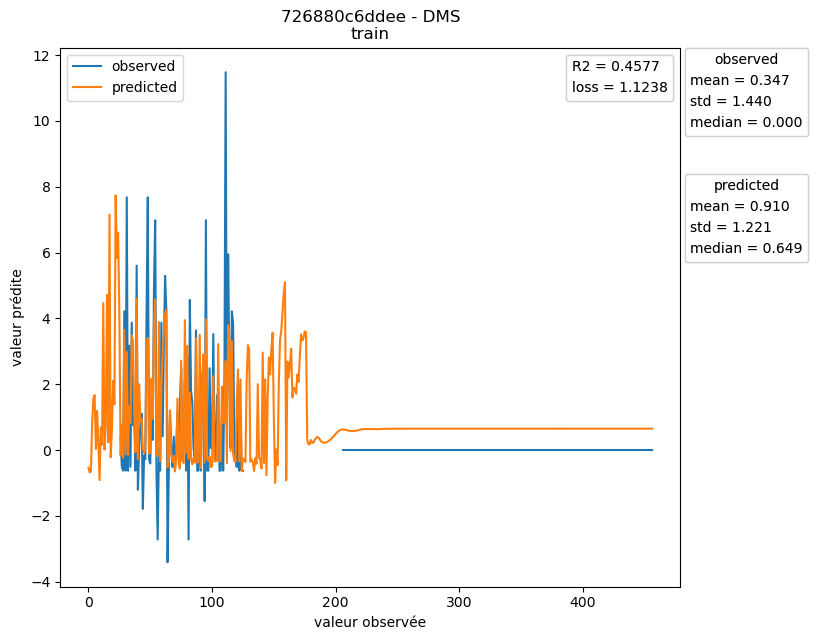 726880c6ddee - DMS
train
observed
predicted
R2 = 0.4577
loss = 1.1238
observed
mean = 0.347
std = 1.440
median = 0.000
predicted
mean = 0.910
std = 1.221
median = 0.649
12
10
8
6
4
2
0
−2
−4
valeur prédite
0
100
200
300
400
valeur observée